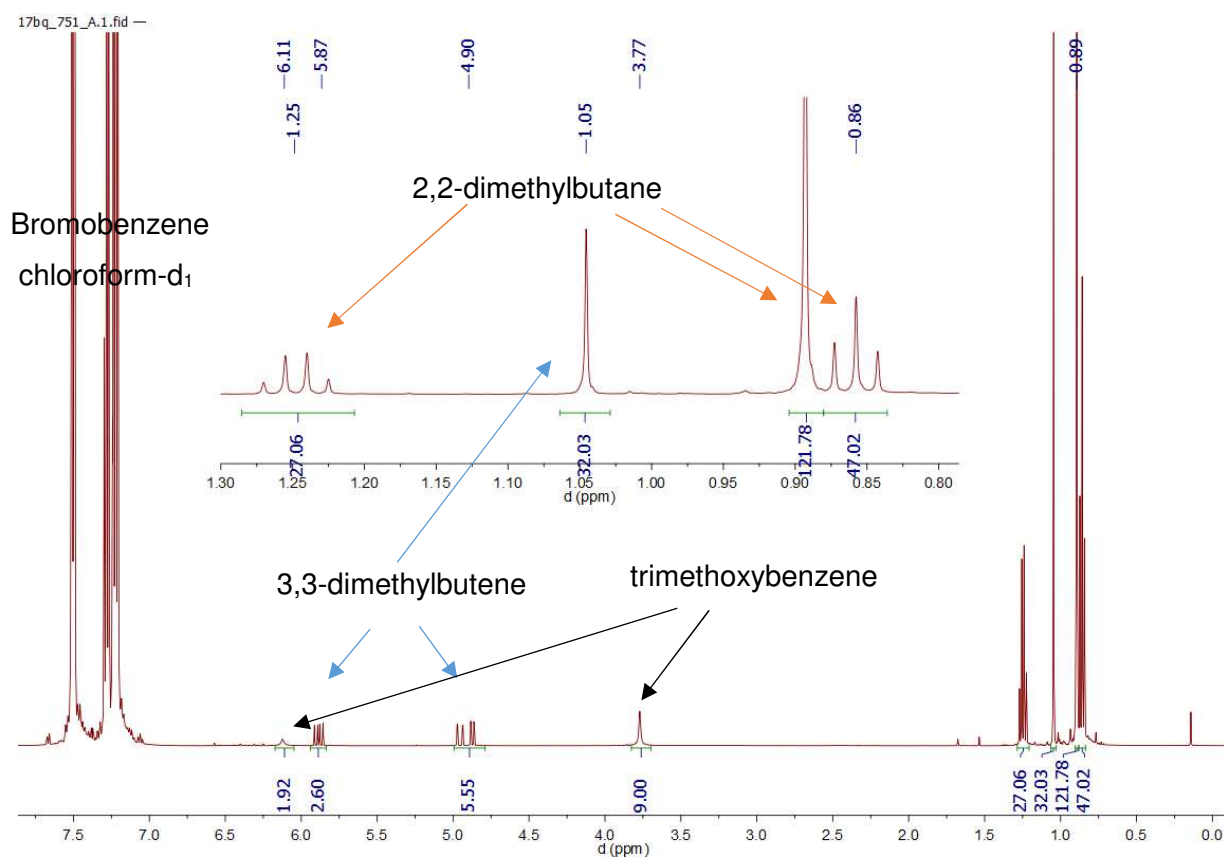 17bq_751_A.1.fid —
—6.11
—5.87
—4.90
—3.77
0.89
—1.25
—1.05
—0.86
2,2-dimethylbutane
Bromobenzene
chloroform-d₁
27.06
32.03
121.78
47.02
1.30 1.25 1.20 1.15 1.10 1.05 1.00 0.95 0.90 0.85 0.80
d (ppm)
3,3-dimethylbutene
trimethoxybenzene
1.92
2.60
5.55
9.00
27.06
32.03
121.78
47.02
7.5 7.0 6.5 6.0 5.5 5.0 4.5 4.0 3.5 3.0 2.5 2.0 1.5 1.0 0.5 0.0
d (ppm)